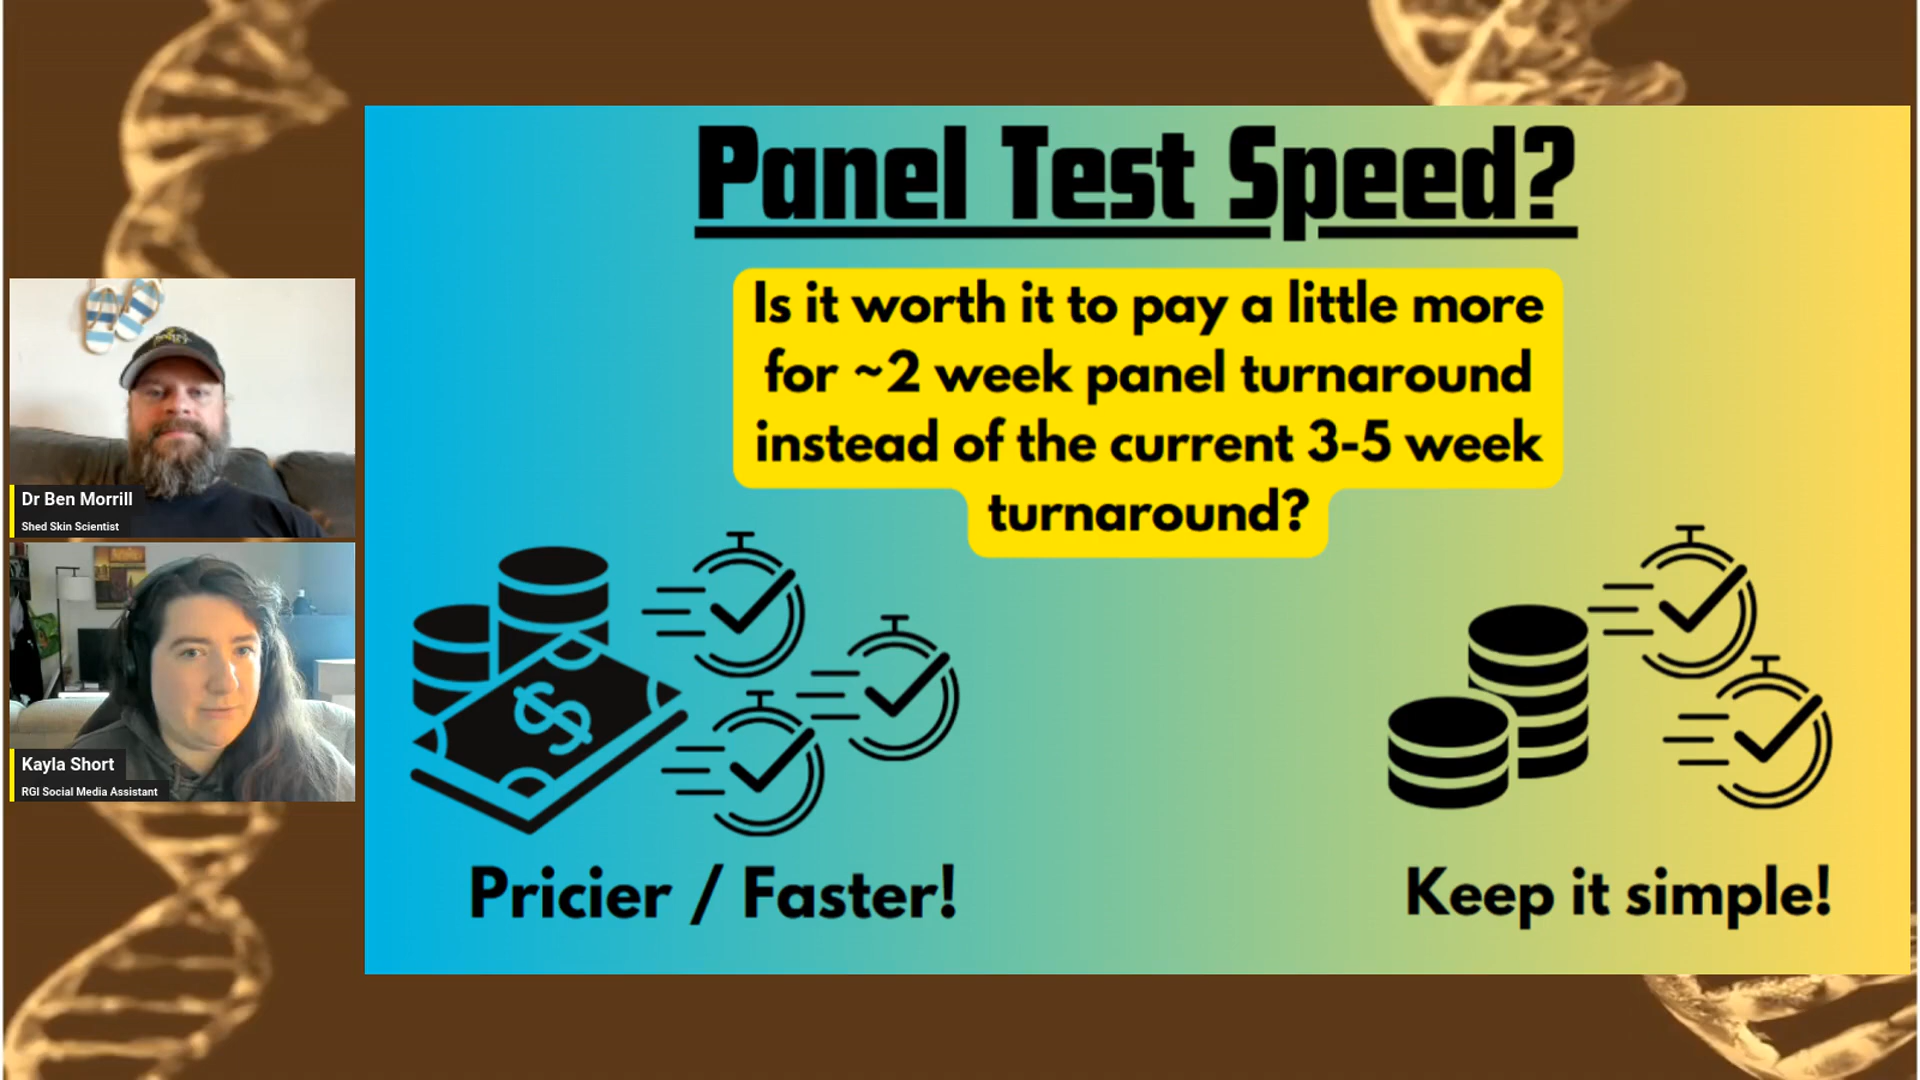 Panel Test Speed?
Is it worth it to pay a little more
for ~2 week panel turnaround
instead of the current 3-5 week
turnaround?
$
Pricier / Faster!
Keep it simple!
Dr Ben Morrill
Shed Skin Scientist
Kayla Short
RGI Social Media Assistant